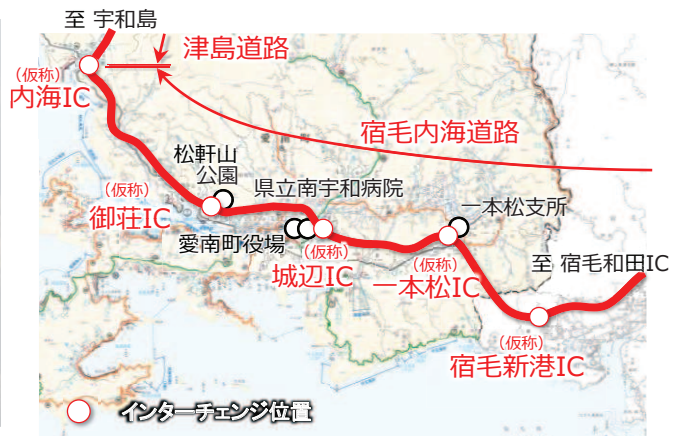 至 宇和島
津島道路
(仮称)
内海IC
宿毛内海道路
松軒山
公園
(仮称)
御荘IC
県立南宇和病院
一本松支所
愛南町役場
(仮称)
城辺IC
(仮称)
一本松IC
至 宿毛和田IC
(仮称)
宿毛新港IC
インターチェンジ位置